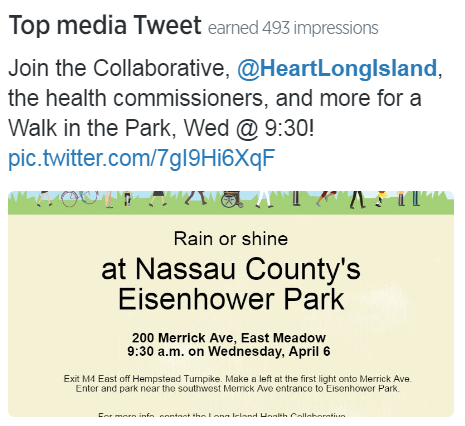 Top media Tweet earned 493 impressions
Join the Collaborative, @HeartLongIsland,
the health commissioners, and more for a
Walk in the Park, Wed @ 9:30!
pic.twitter.com/7gI9Hi6XqF
Rain or shine
at Nassau County's
Eisenhower Park
200 Merrick Ave, East Meadow
9:30 a.m. on Wednesday, April 6
Exit M4 East off Hempstead Turnpike. Make a left at the first light onto Merrick Ave.
Enter and park near the southwest Merrick Ave entrance to Eisenhower Park.
For more info, contact the Long Island Health Collaborative